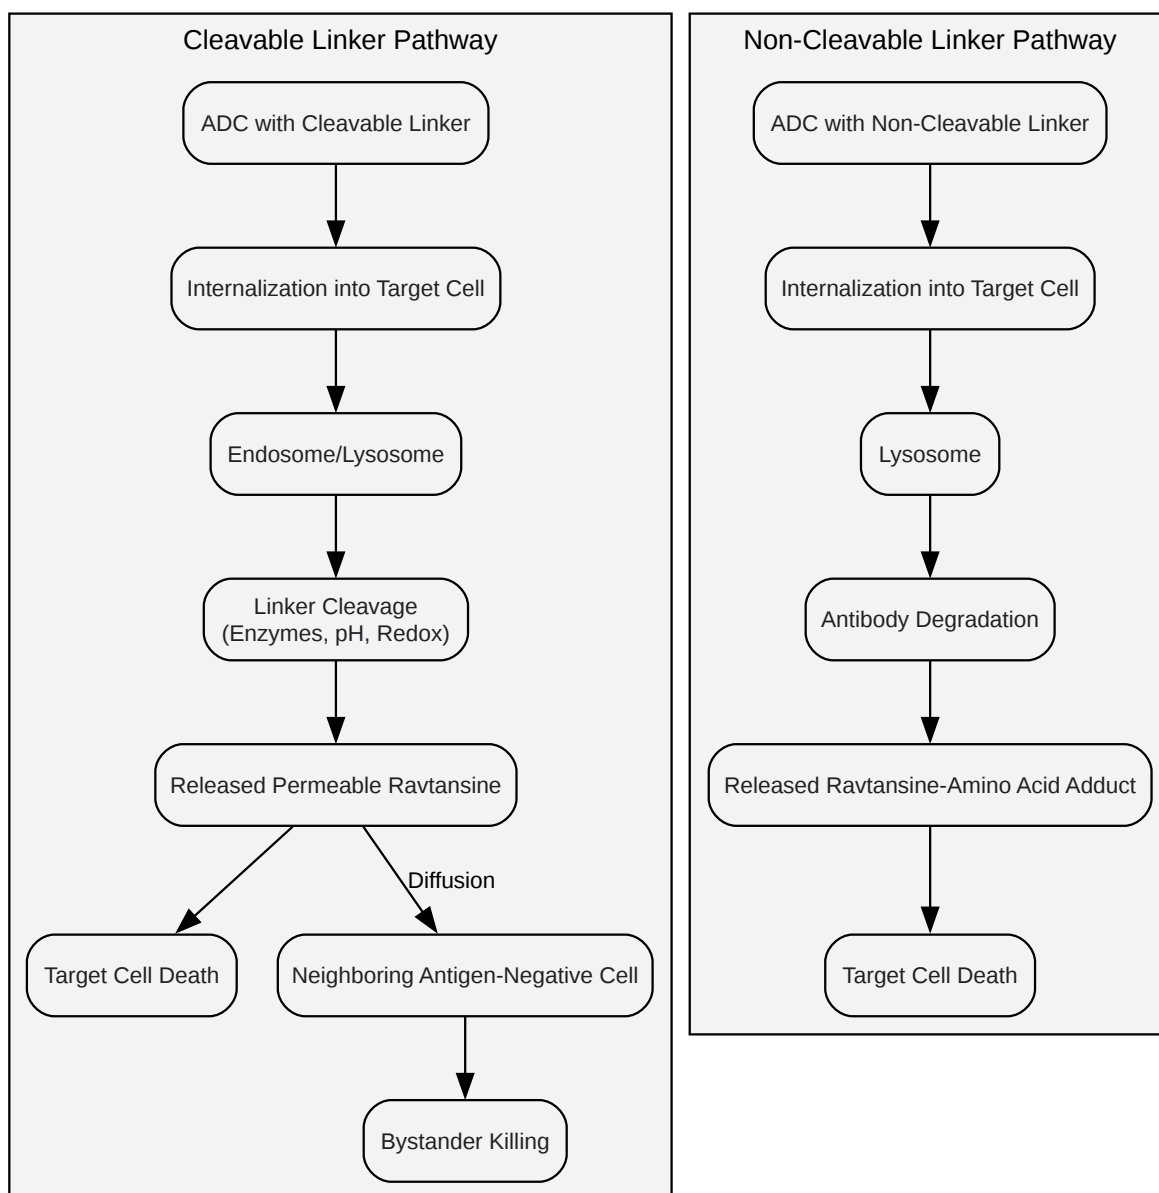 Cleavable Linker Pathway
ADC with Cleavable Linker
Internalization into Target Cell
Endosome/Lysosome
Linker Cleavage
(Enzymes, pH, Redox)
Released Permeable Ravtansine
Diffusion
Target Cell Death
Neighboring Antigen-Negative Cell
Bystander Killing
Non-Cleavable Linker Pathway
ADC with Non-Cleavable Linker
Internalization into Target Cell
Lysosome
Antibody Degradation
Released Ravtansine-Amino Acid Adduct
Target Cell Death